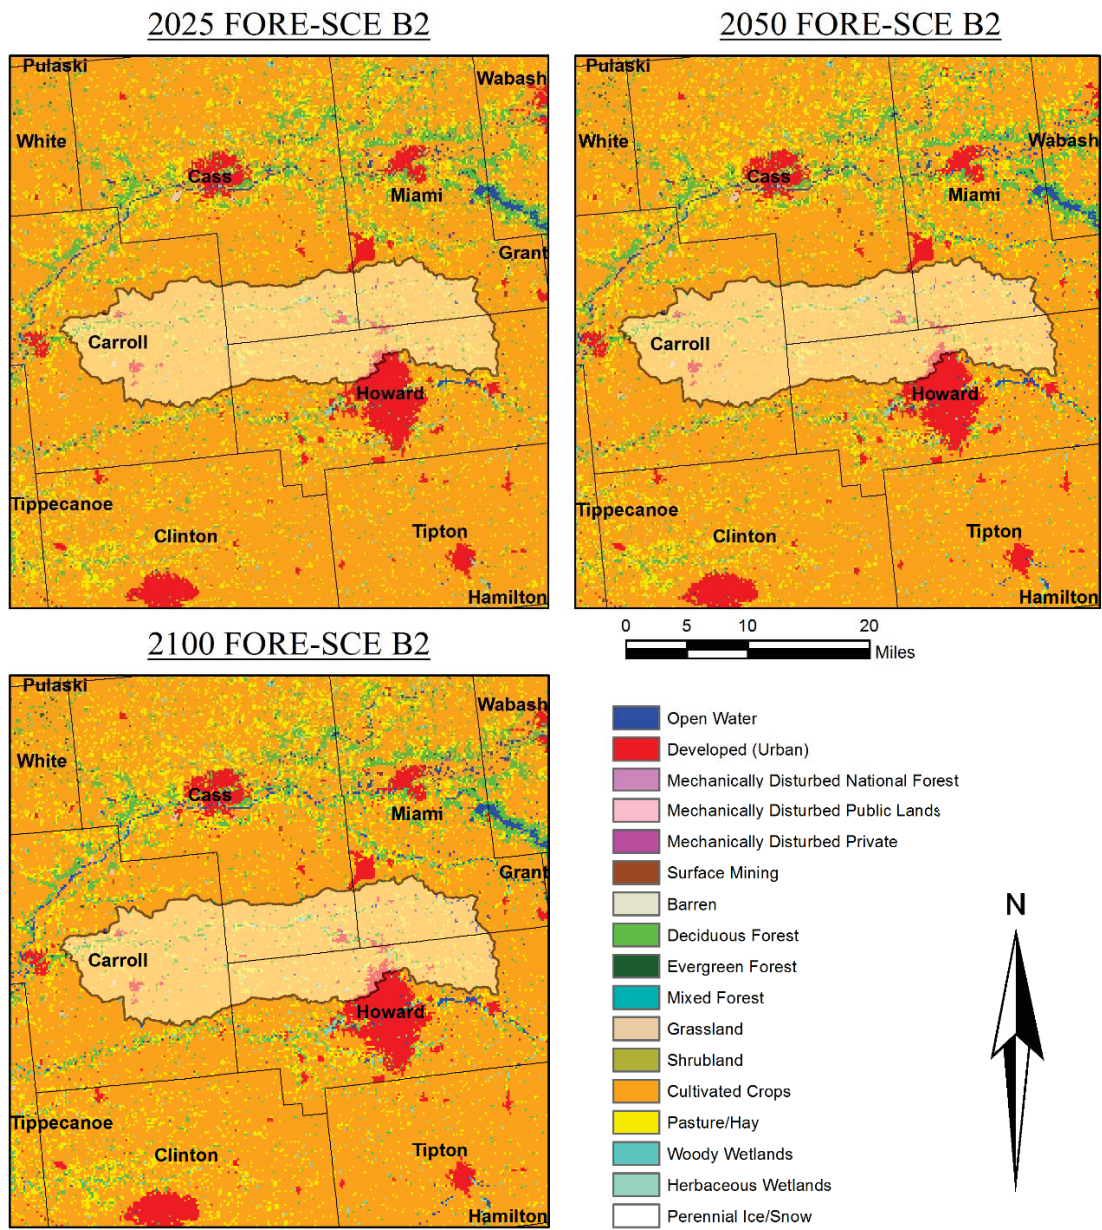 2025 FORE-SCE B2
Pulaski
Wabash
White
Cass
Miami
Grant
Carroll
Howard
Tippecanoe
Clinton
Tipton
Hamilton
2050 FORE-SCE B2
Pulaski
White
Wabash
Cass
Miami
Carroll
Howard
Tippecanoe
Clinton
Tipton
Hamilton
2100 FORE-SCE B2
Pulaski
Wabash
White
Cass
Miami
Grant
Carroll
Howard
Tippecanoe
Clinton
Tipton
Hamilton
0 5 10 20
Miles
Open Water
Developed (Urban)
Mechanically Disturbed National Forest
Mechanically Disturbed Public Lands
Mechanically Disturbed Private
Surface Mining
Barren
Deciduous Forest
Evergreen Forest
Mixed Forest
Grassland
Shrubland
Cultivated Crops
Pasture/Hay
Woody Wetlands
Herbaceous Wetlands
Perennial Ice/Snow
N